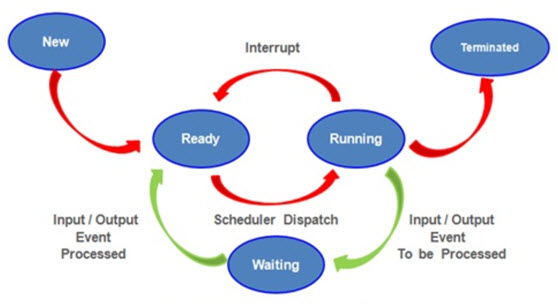 New
Interrupt
Terminated
Ready
Running
Input / Output
Event
Processed
Scheduler Dispatch
Input / Output
Event
To be Processed
Waiting